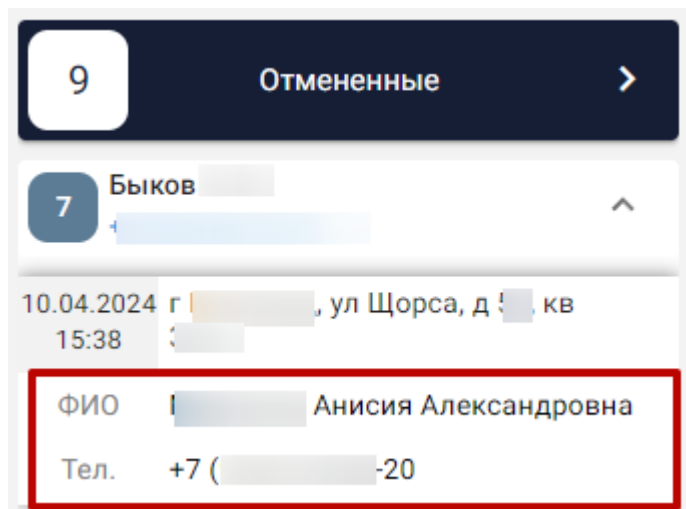 9 Отмененные
7 Быков
+
10.04.2024 г , ул Щорса, д , кв
15:38
ФИО Анисия Александровна
Тел. +7 ( -20